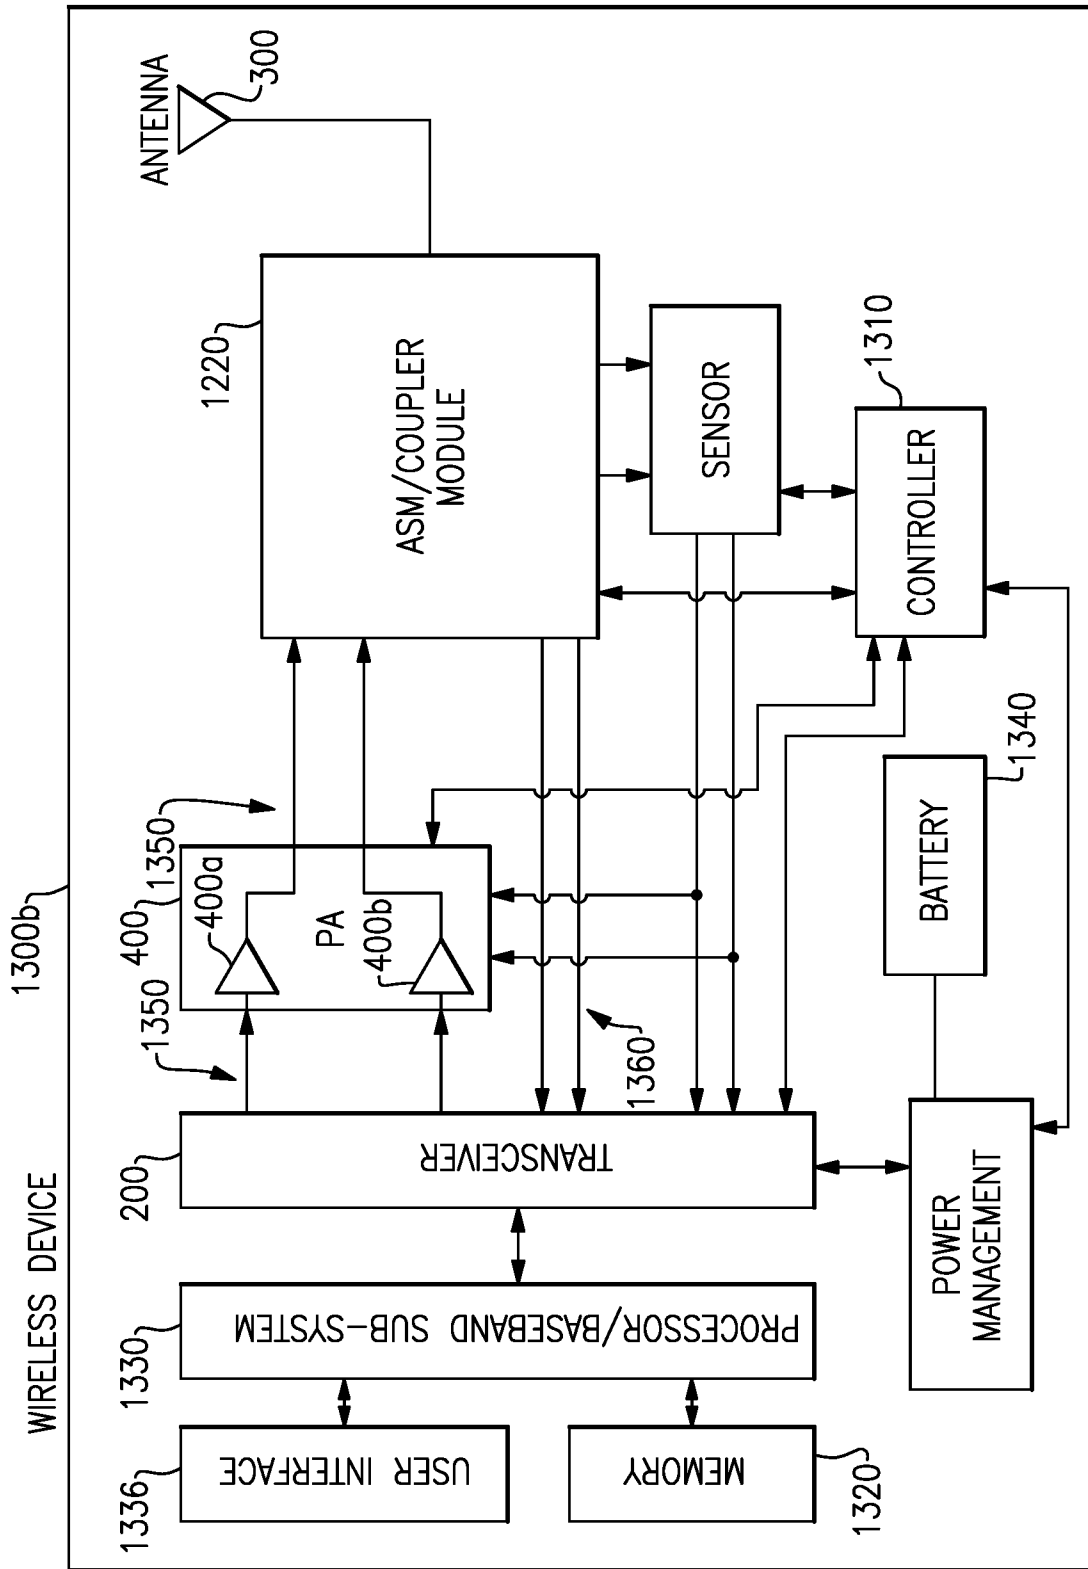 WIRELESS DEVICE
1300b
1336
USER INTERFACE
1330
PROCESSOR/BASEBAND SUB-SYSTEM
MEMORY
1320
200
TRANSCEIVER
1350
400
1350
400a
PA
400b
1360
1220
ASM/COUPLER
MODULE
ANTENNA
300
SENSOR
1310
CONTROLLER
BATTERY
1340
POWER
MANAGEMENT